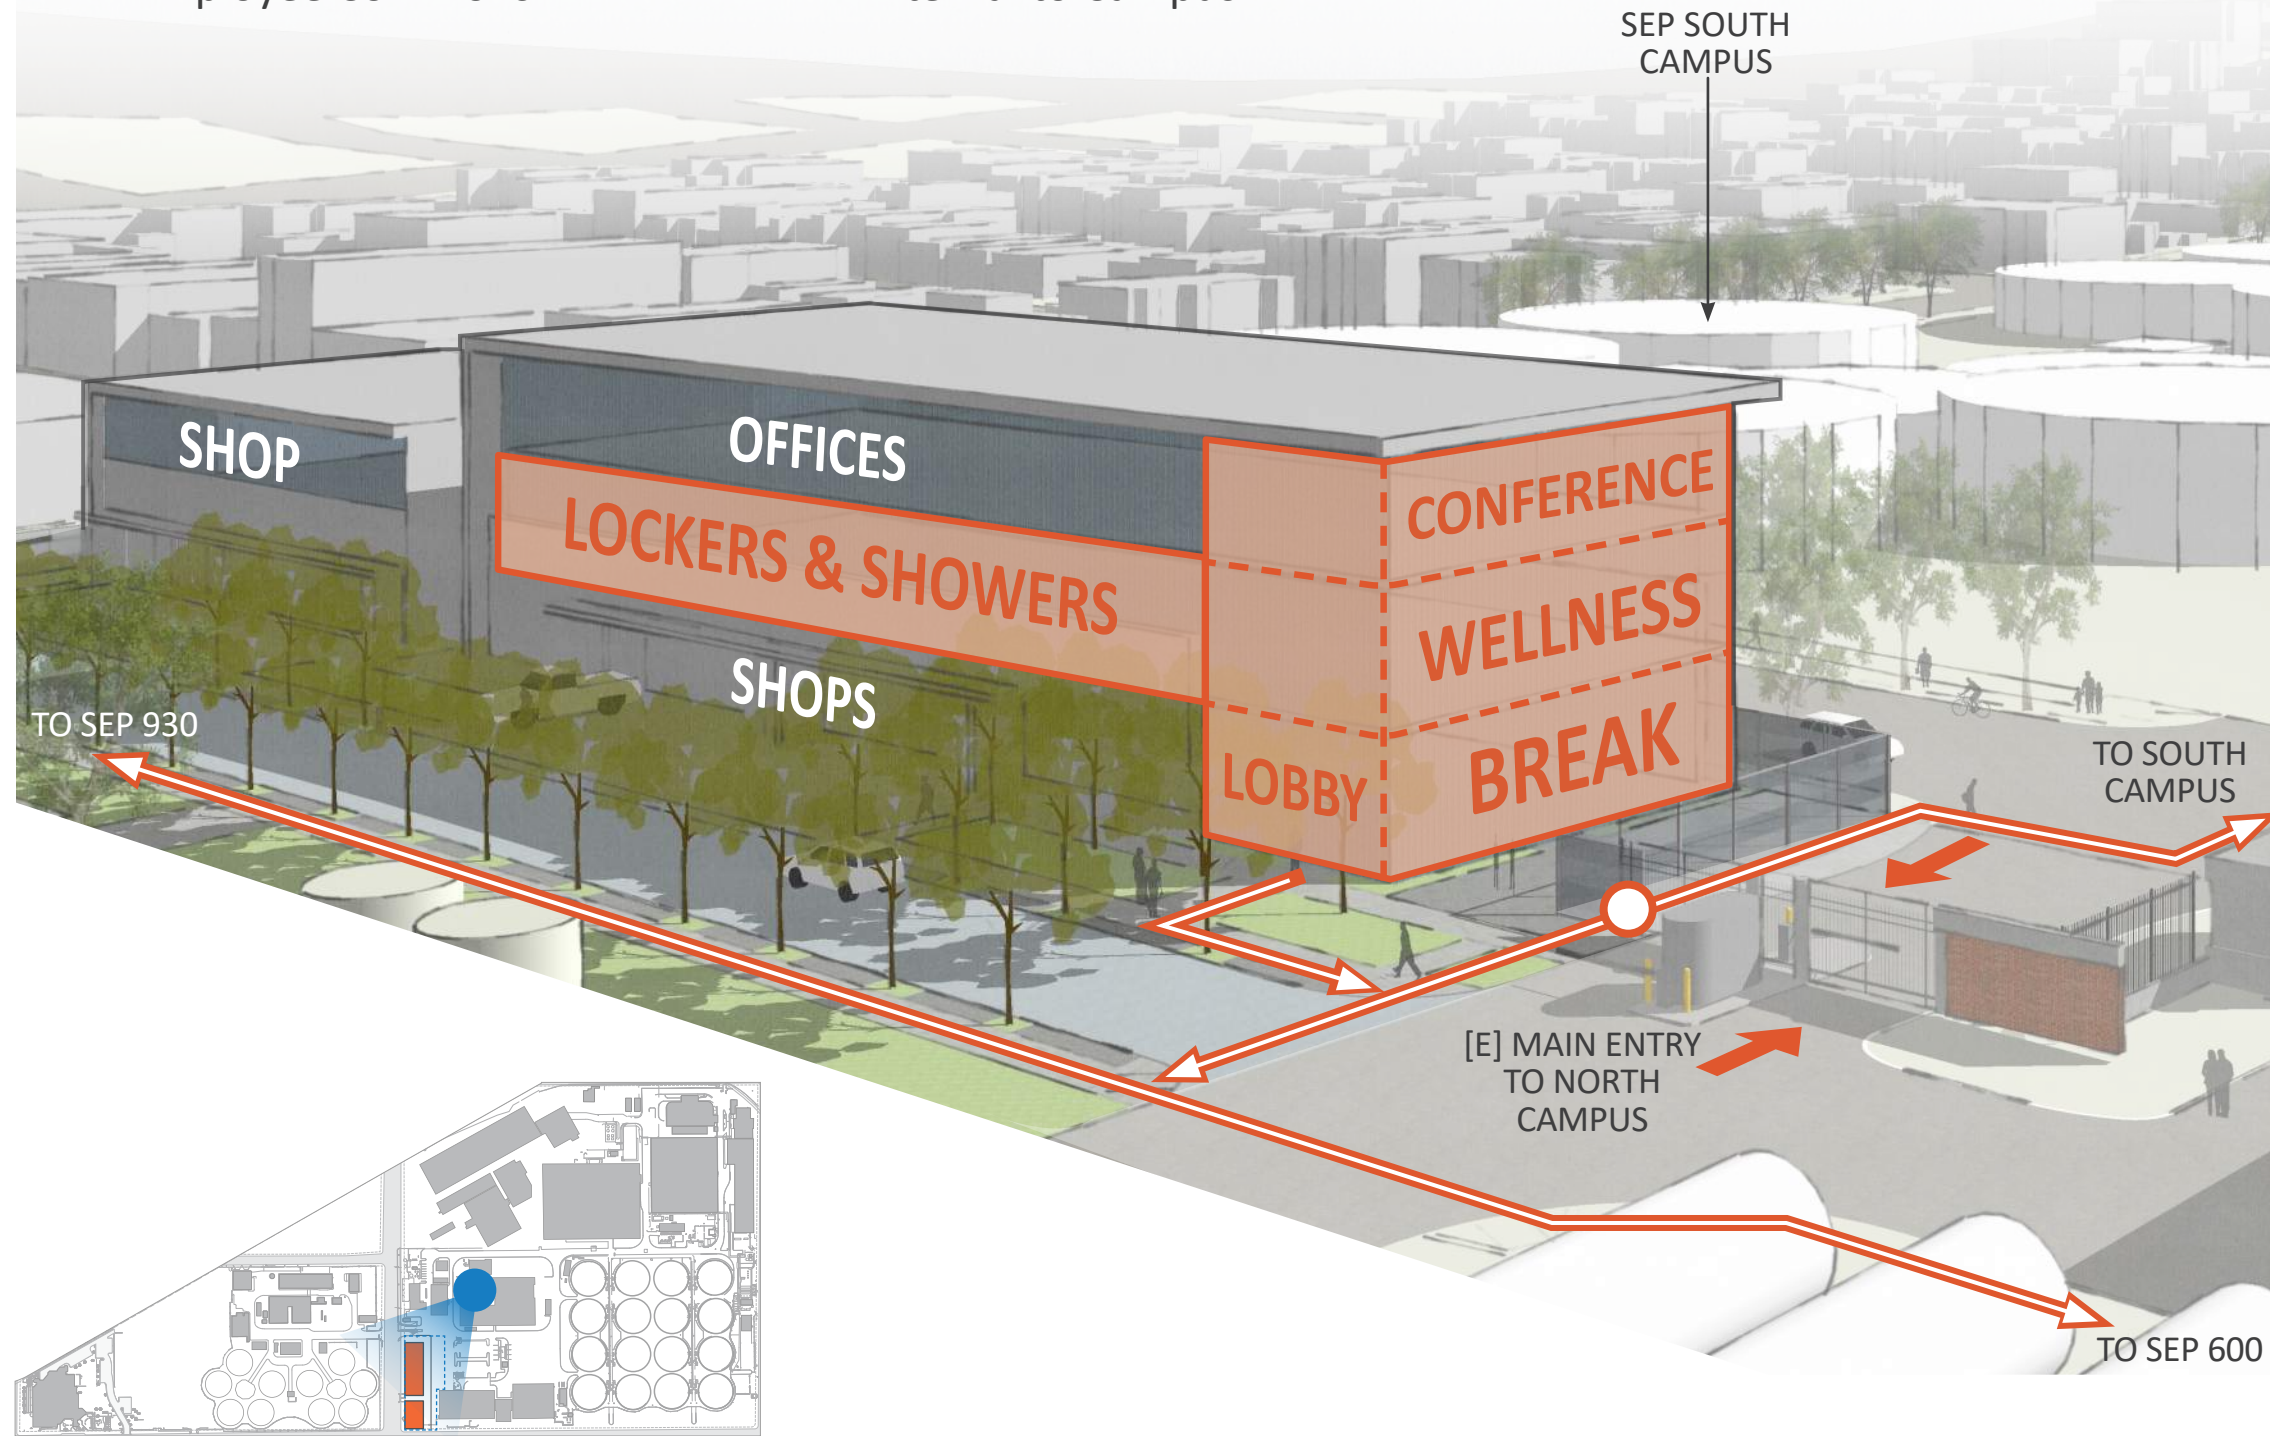 SEP SOUTH
CAMPUS
SHOP
OFFICES
LOCKERS & SHOWERS
SHOPS
CONFERENCE
WELLNESS
BREAK
LOBBY
TO SEP 930
TO SOUTH
CAMPUS
[E] MAIN ENTRY
TO NORTH
CAMPUS
TO SEP 600